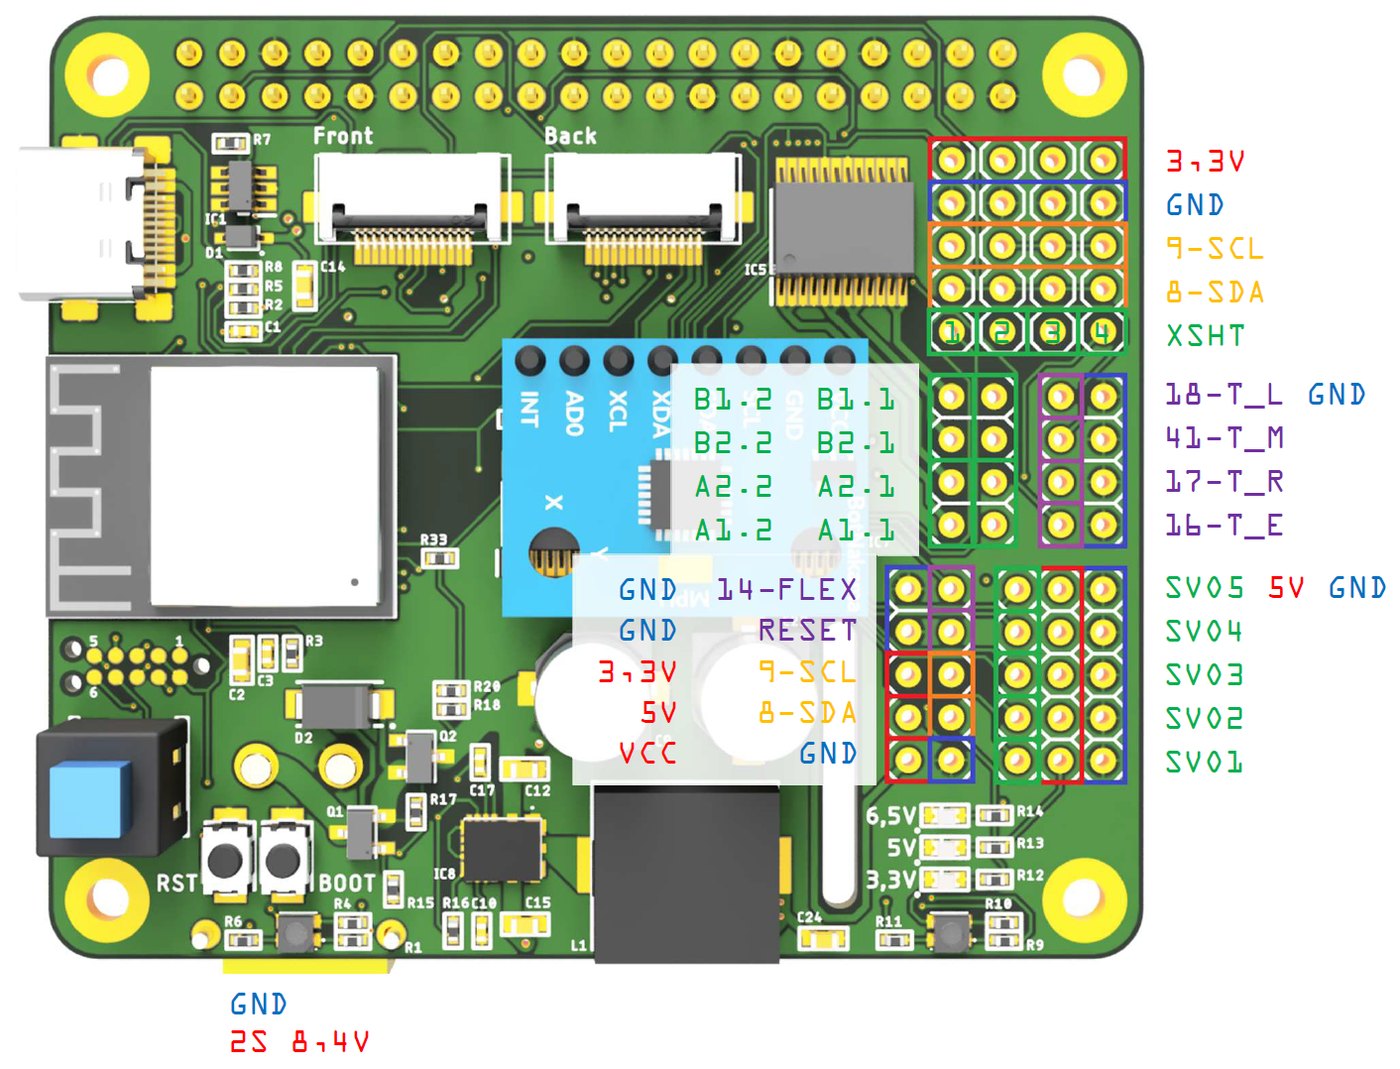 Front
Back
R7
IC1
D1
R8
R5
R2
C1
C14
IC5
3,3V
GND
9-SCL
8-SDA
XSHT
1 2 3 4
INT
AD0
XCL
XDA
GND
X
Y
B1.2 B1.1
B2.2 B2.1
A2.2 A2.1
A1.2 A1.1
18-T_L GND
41-T_M
17-T_R
16-T_E
R33
GND 14-FLEX
GND RESET
3,3V 9-SCL
5V 8-SDA
VCC GND
SV05 5V GND
SV04
SV03
SV02
SV01
5 1
6
C2
C3
R3
D2
R20
R18
Q2
Q1
C17
C12
R17
IC8
RST
BOOT
R15
R16
C10
C15
R6
R4
R1
L1
C24
6,5V
R14
5V
R13
3,3V
R12
R11
R10
R9
GND
2S 8,4V